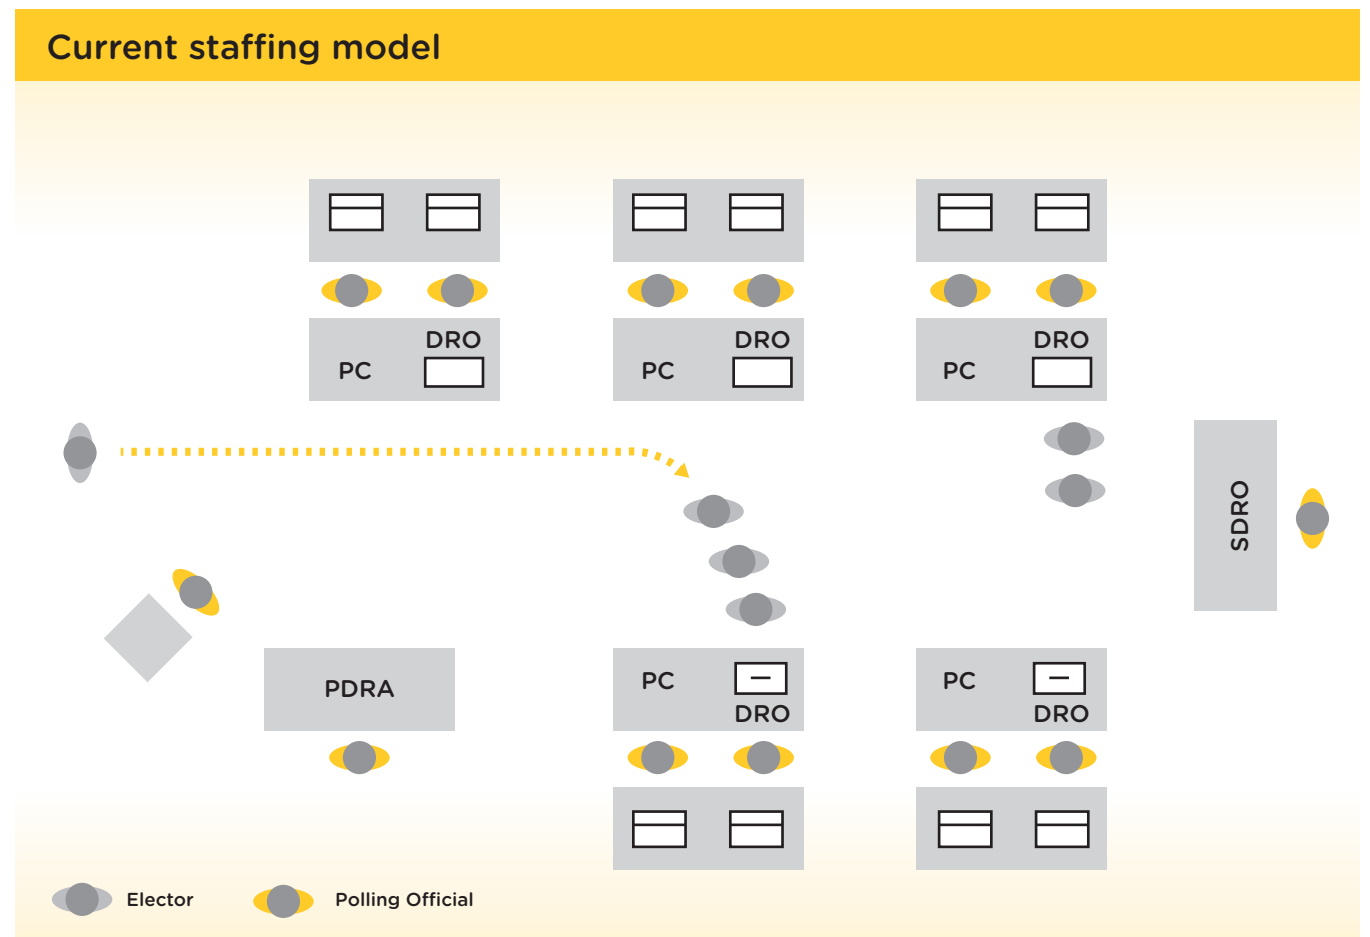 Current staffing model
DRO
PC
DRO
PC
DRO
PC
SDRO
PDRA
PC
DRO
PC
DRO
Elector
Polling Official